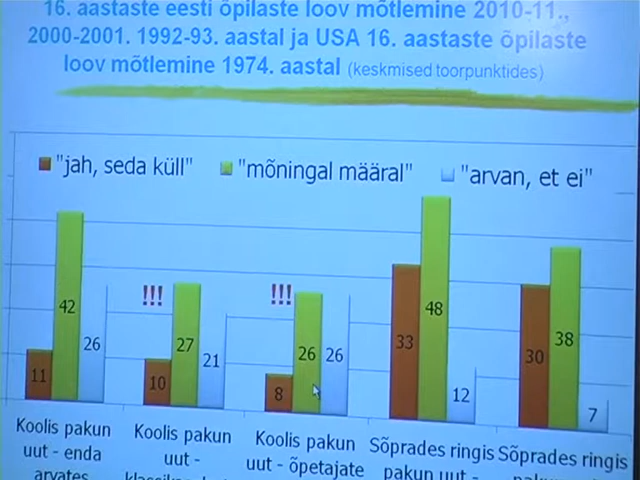 16. aastaste eesti õpilaste loov mõtlemine 2010-11.,
2000-2001. 1992-93. aastal ja USA 16. aastaste õpilaste
loov mõtlemine 1974. aastal (keskmised toorpunktides)
"jah, seda küll" "mõningal määral" "arvan, et ei"
11 42 26
!!! 10 27 21
!!! 8 26 26
33 48 12
30 38 7
Koolis pakun
uut - enda
arvates
Koolis pakun
uut -
Koolis pakun
uut - õpetajate
Sõprades ringis
pakun uut -
Sõprades ringis